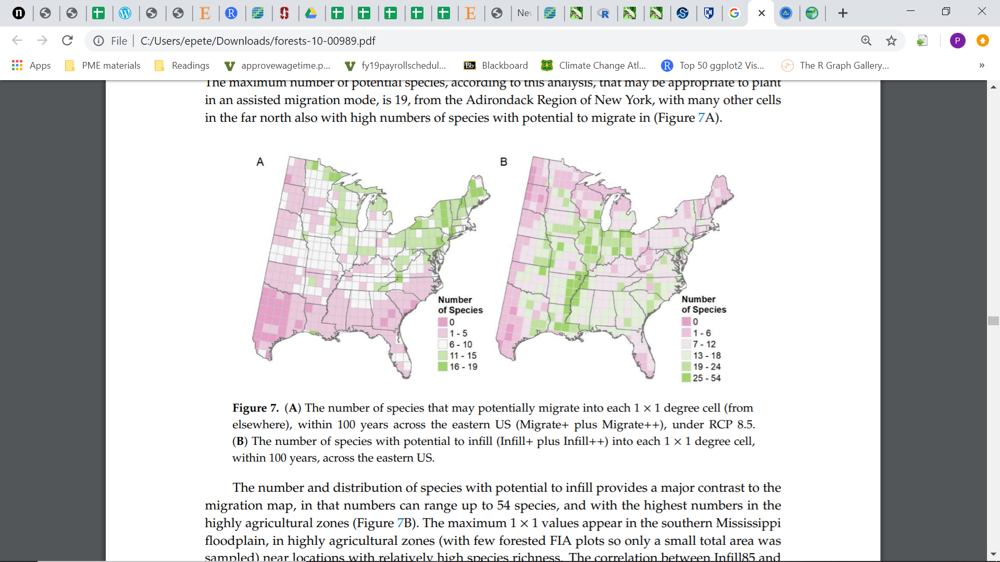 n
E
R
E
Nev
R
S
G
File
C:/Users/epete/Downloads/forests-10-00989.pdf
P
Apps
PME materials
Readings
approvewagetime.p...
fy19payrollschedul...
Bb
Blackboard
UAS
Climate Change Atl...
R
Top 50 ggplot2 Vis...
The R Graph Gallery...
»
The maximum number of potential species, according to this analysis, that may be appropriate to plant
in an assisted migration mode, is 19, from the Adirondack Region of New York, with many other cells
in the far north also with high numbers of species with potential to migrate in (Figure 7A).
A
Number
of Species
0
1 - 5
6 - 10
11 - 15
16 - 19
B
Number
of Species
0
1 - 6
7 - 12
13 - 18
19 - 24
25 - 54
Figure 7. (A) The number of species that may potentially migrate into each 1 × 1 degree cell (from
elsewhere), within 100 years across the eastern US (Migrate+ plus Migrate++), under RCP 8.5.
(B) The number of species with potential to infill (Infill+ plus Infill++) into each 1 × 1 degree cell,
within 100 years, across the eastern US.
The number and distribution of species with potential to infill provides a major contrast to the
migration map, in that numbers can range up to 54 species, and with the highest numbers in the
highly agricultural zones (Figure 7B). The maximum 1 × 1 values appear in the southern Mississippi
floodplain, in highly agricultural zones (with few forested FIA plots so only a small total area was
sampled) near locations with relatively high species richness. The correlation between Infill85 and